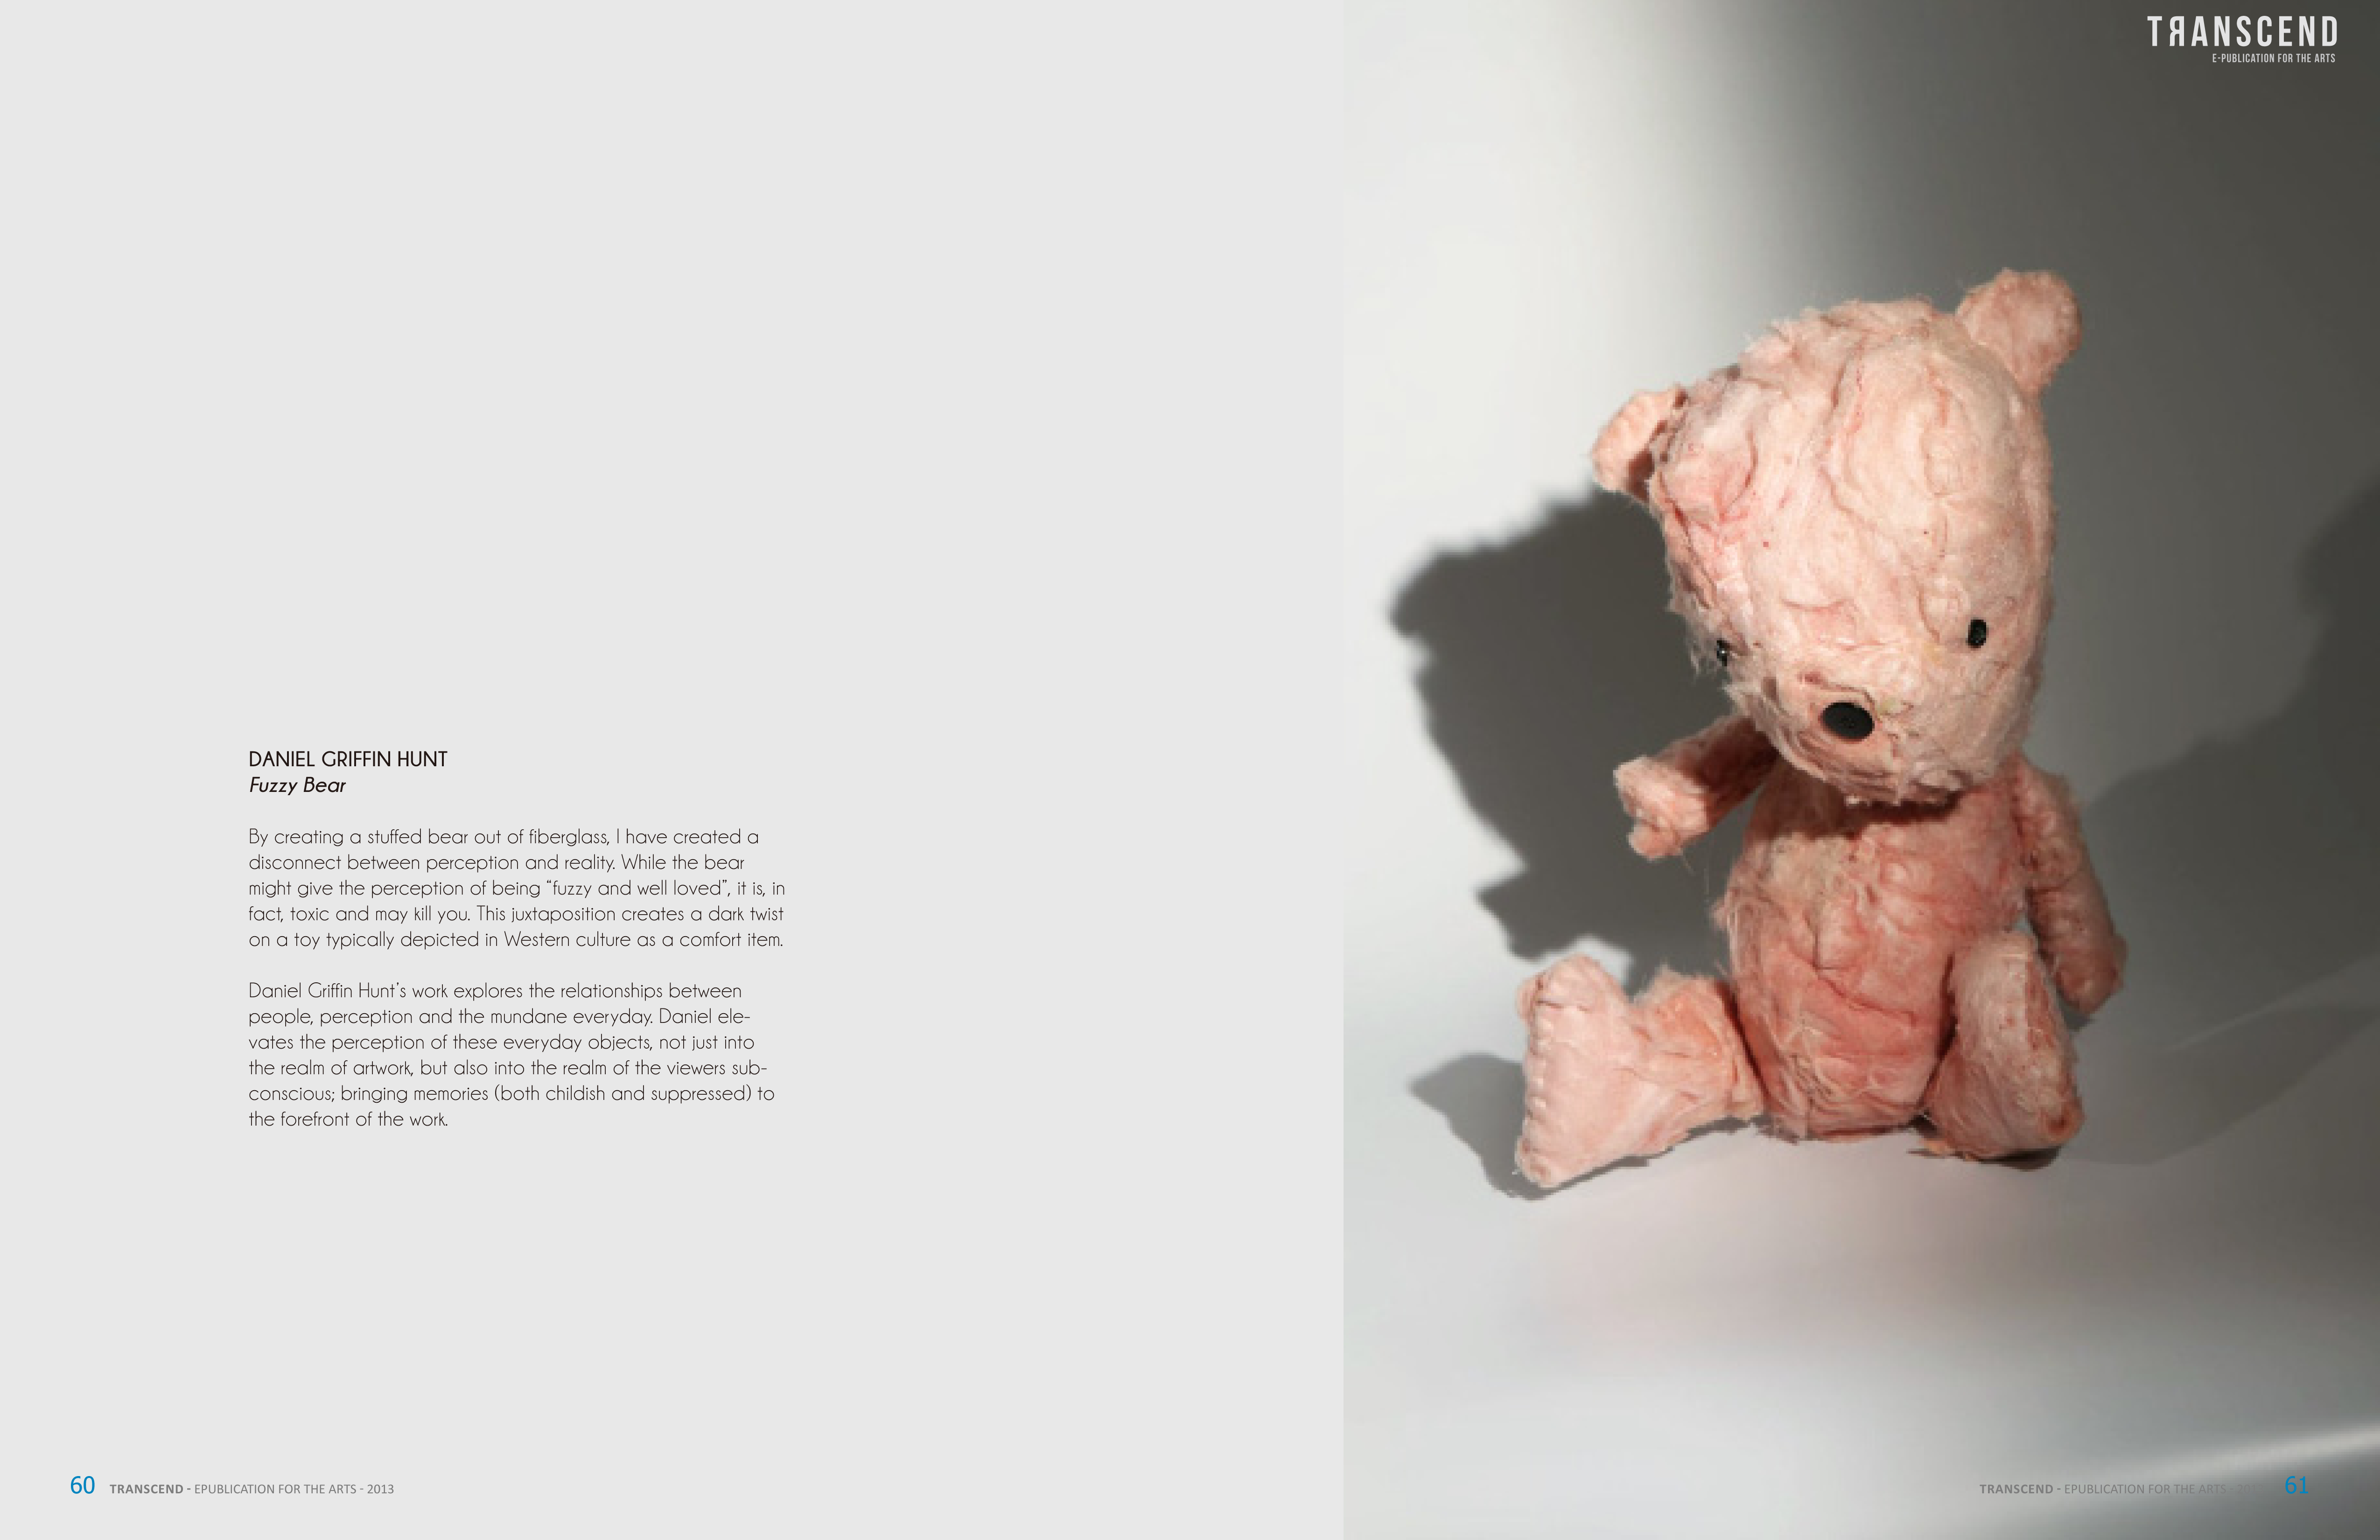 TЯANSCEND
E-PUBLICATION FOR THE ARTS
DANIEL GRIFFIN HUNT
Fuzzy Bear
By creating a stuffed bear out of fiberglass, I have created a
disconnect between perception and reality. While the bear
might give the perception of being “fuzzy and well loved”, it is, in
fact, toxic and may kill you. This juxtaposition creates a dark twist
on a toy typically depicted in Western culture as a comfort item.
Daniel Griffin Hunt’s work explores the relationships between
people, perception and the mundane everyday. Daniel ele-
vates the perception of these everyday objects, not just into
the realm of artwork, but also into the realm of the viewers sub-
conscious; bringing memories (both childish and suppressed) to
the forefront of the work.
60 TRANSCEND - EPUBLICATION FOR THE ARTS - 2013
TRANSCEND - EPUBLICATION FOR THE ARTS - 61